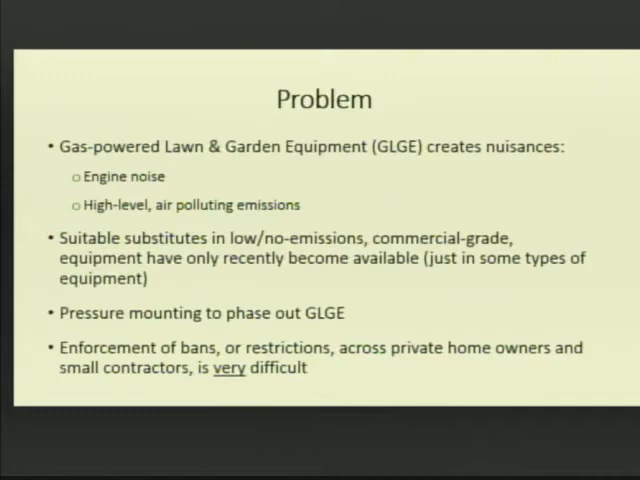 Problem
• Gas-powered Lawn & Garden Equipment (GLGE) creates nuisances:
○ Engine noise
○ High-level, air polluting emissions
• Suitable substitutes in low/no-emissions, commercial-grade,
equipment have only recently become available (just in some types of
equipment)
• Pressure mounting to phase out GLGE
• Enforcement of bans, or restrictions, across private home owners and
small contractors, is very difficult